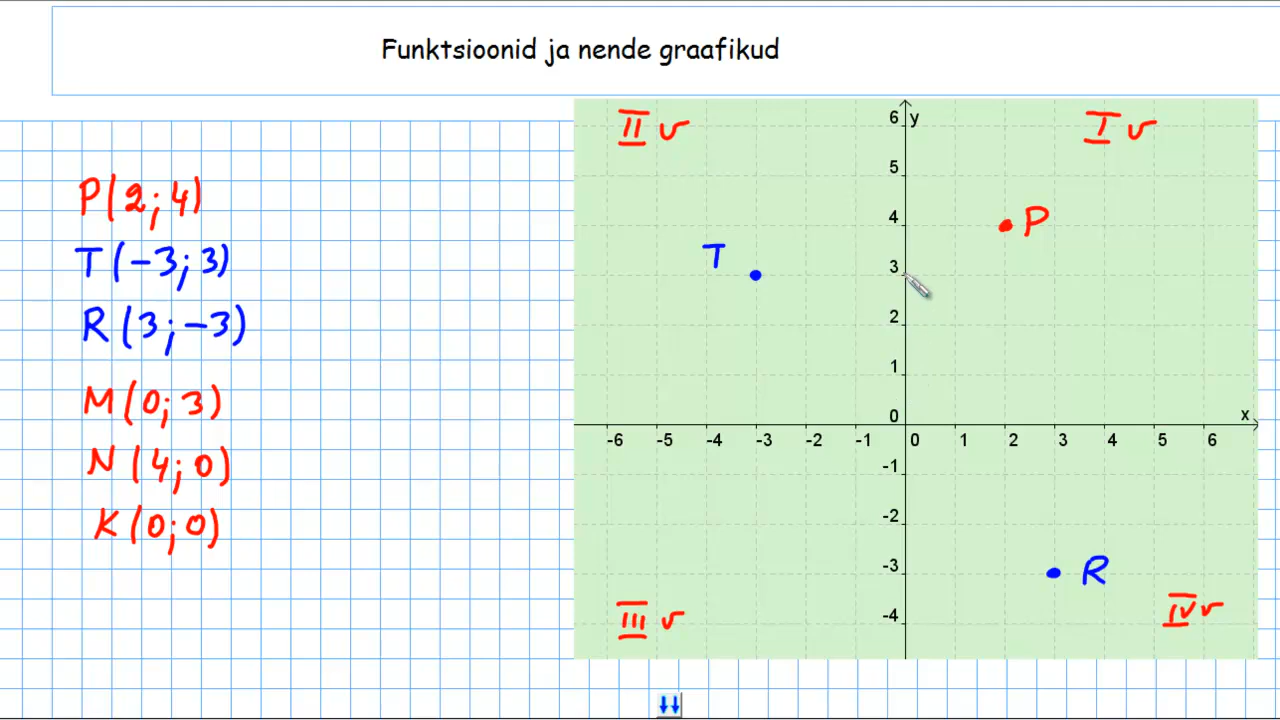 Funktsioonid ja nende graafikud
P(2;4)
T(-3;3)
R(3;-3)
M(0;3)
N(4;0)
K(0;0)
II v
I v
6 y
5
4
P
T
3
2
1
0
x
-6 -5 -4 -3 -2 -1 0 1 2 3 4 5 6
-1
-2
-3
R
III v
-4
IV v